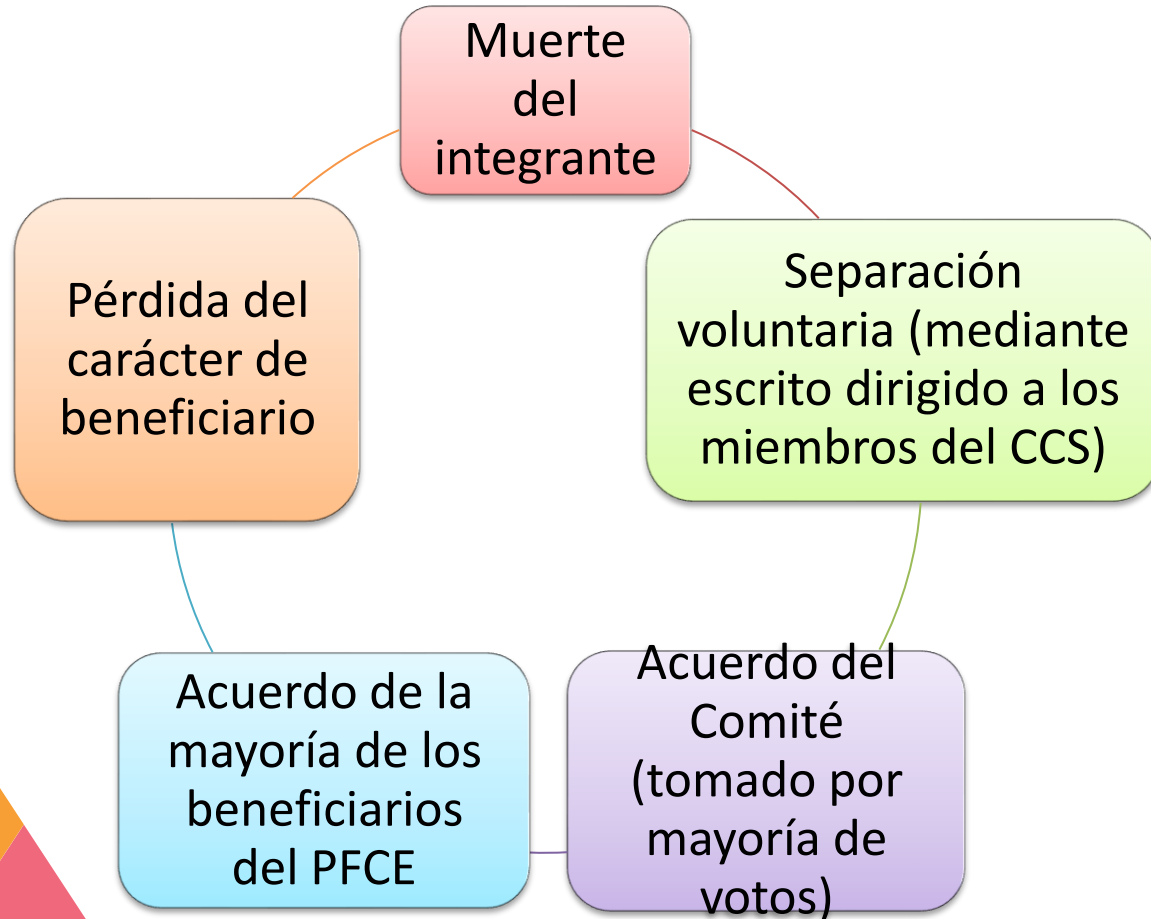 Muerte
del
integrante
Separación
voluntaria (mediante
escrito dirigido a los
miembros del CCS)
Acuerdo del
Comité
(tomado por
mayoría de
votos)
Acuerdo de la
mayoría de los
beneficiarios
del PFCE
Pérdida del
carácter de
beneficiario